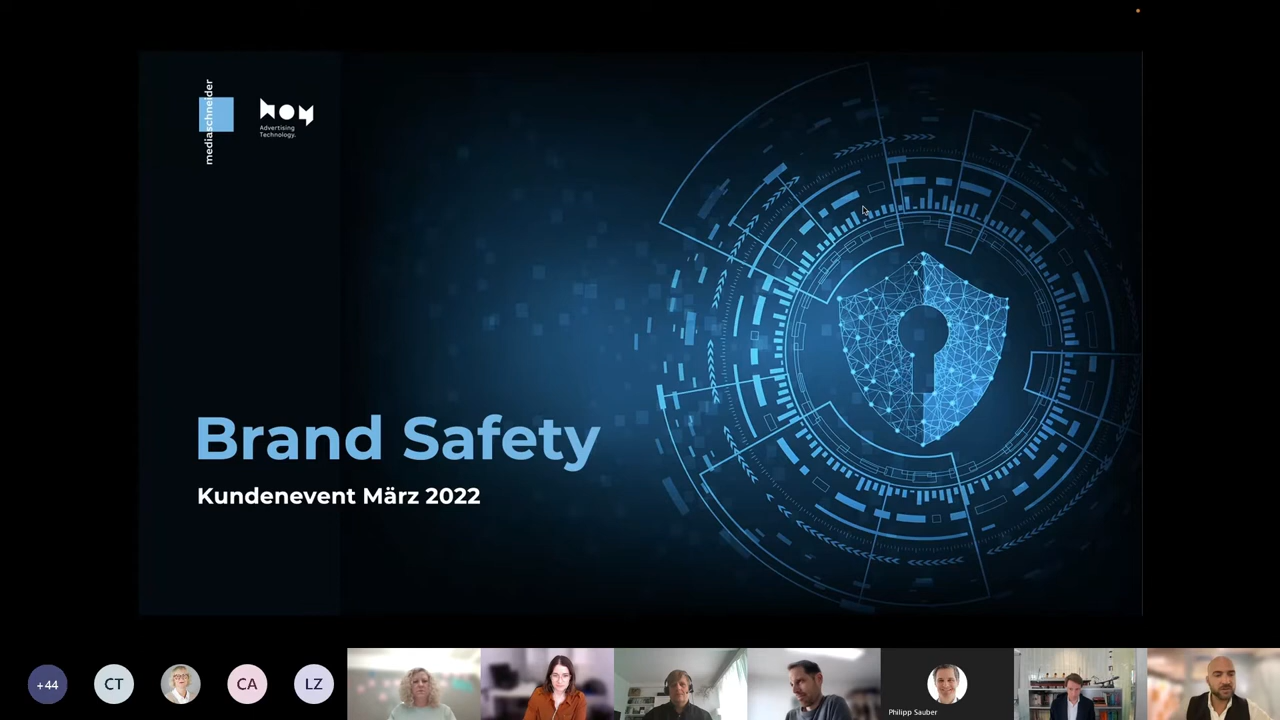 mediaschneider
Advertising
Technology.
Brand Safety
Kundenevent März 2022
+44
CT
CA
LZ
Philipp Sauber